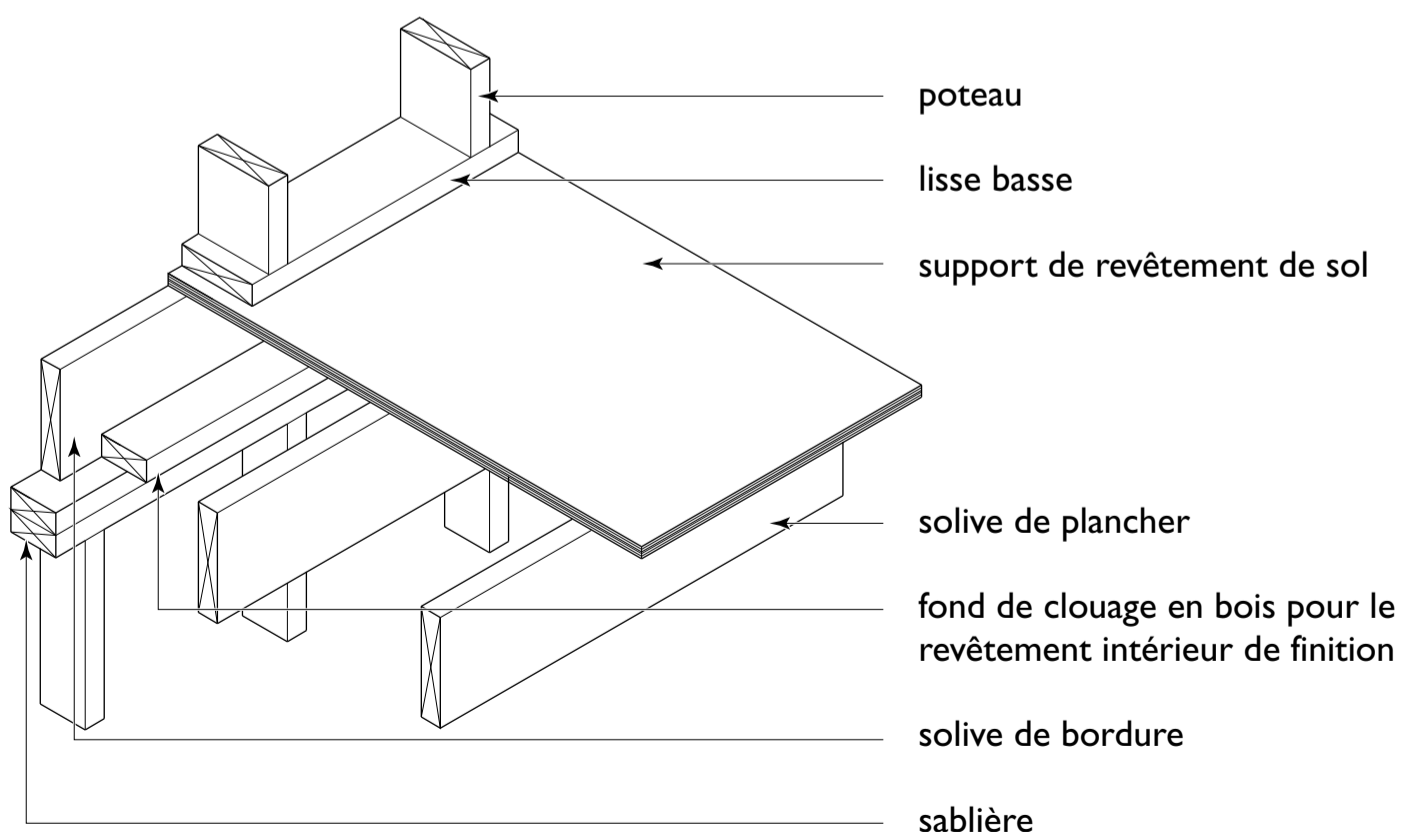 poteau
lisse basse
support de revêtement de sol
solive de plancher
fond de clouage en bois pour le
revêtement intérieur de finition
solive de bordure
sablière